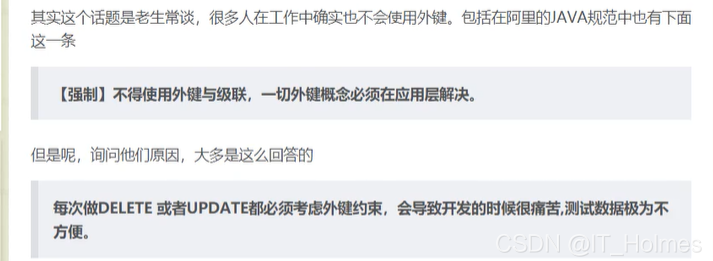 其实这个话题是老生常谈，很多人在工作中确实也不会使用外键。包括在阿里的JAVA规范中也有下面
这一条
【强制】不得使用外键与级联，一切外键概念必须在应用层解决。
但是呢，询问他们原因，大多是这么回答的
每次做DELETE 或者UPDATE都必须考虑外键约束，会导致开发的时候很痛苦,测试数据极为不
方便。
CSDN @IT_Holmes